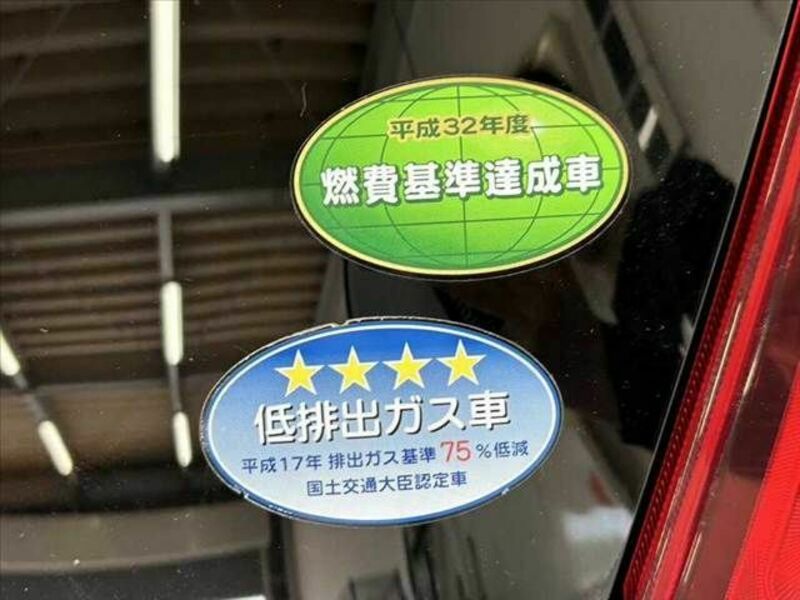 平成32年度
燃費基準達成車
低排出ガス車
平成17年 排出ガス基準 75 %低減
国土交通大臣認定車